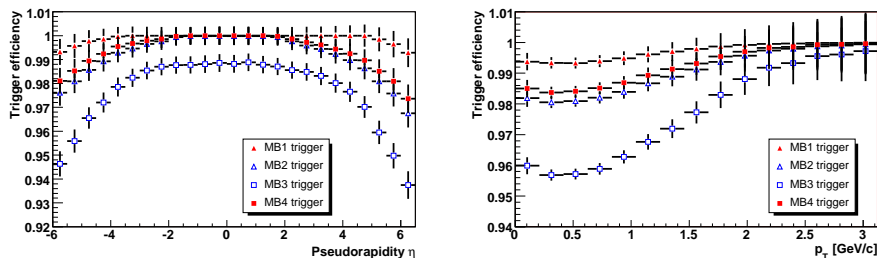 Trigger efficiency
1.01
1
0.99
0.98
0.97
0.96
0.95
0.94
0.93
0.92
MB1 trigger
MB2 trigger
MB3 trigger
MB4 trigger
-6 -4 -2 0 2 4 6
Pseudorapidity η
Trigger efficiency
1.01
1
0.99
0.98
0.97
0.96
0.95
0.94
MB1 trigger
MB2 trigger
MB3 trigger
MB4 trigger
0 0.5 1 1.5 2 2.5 3
p_T [GeV/c]